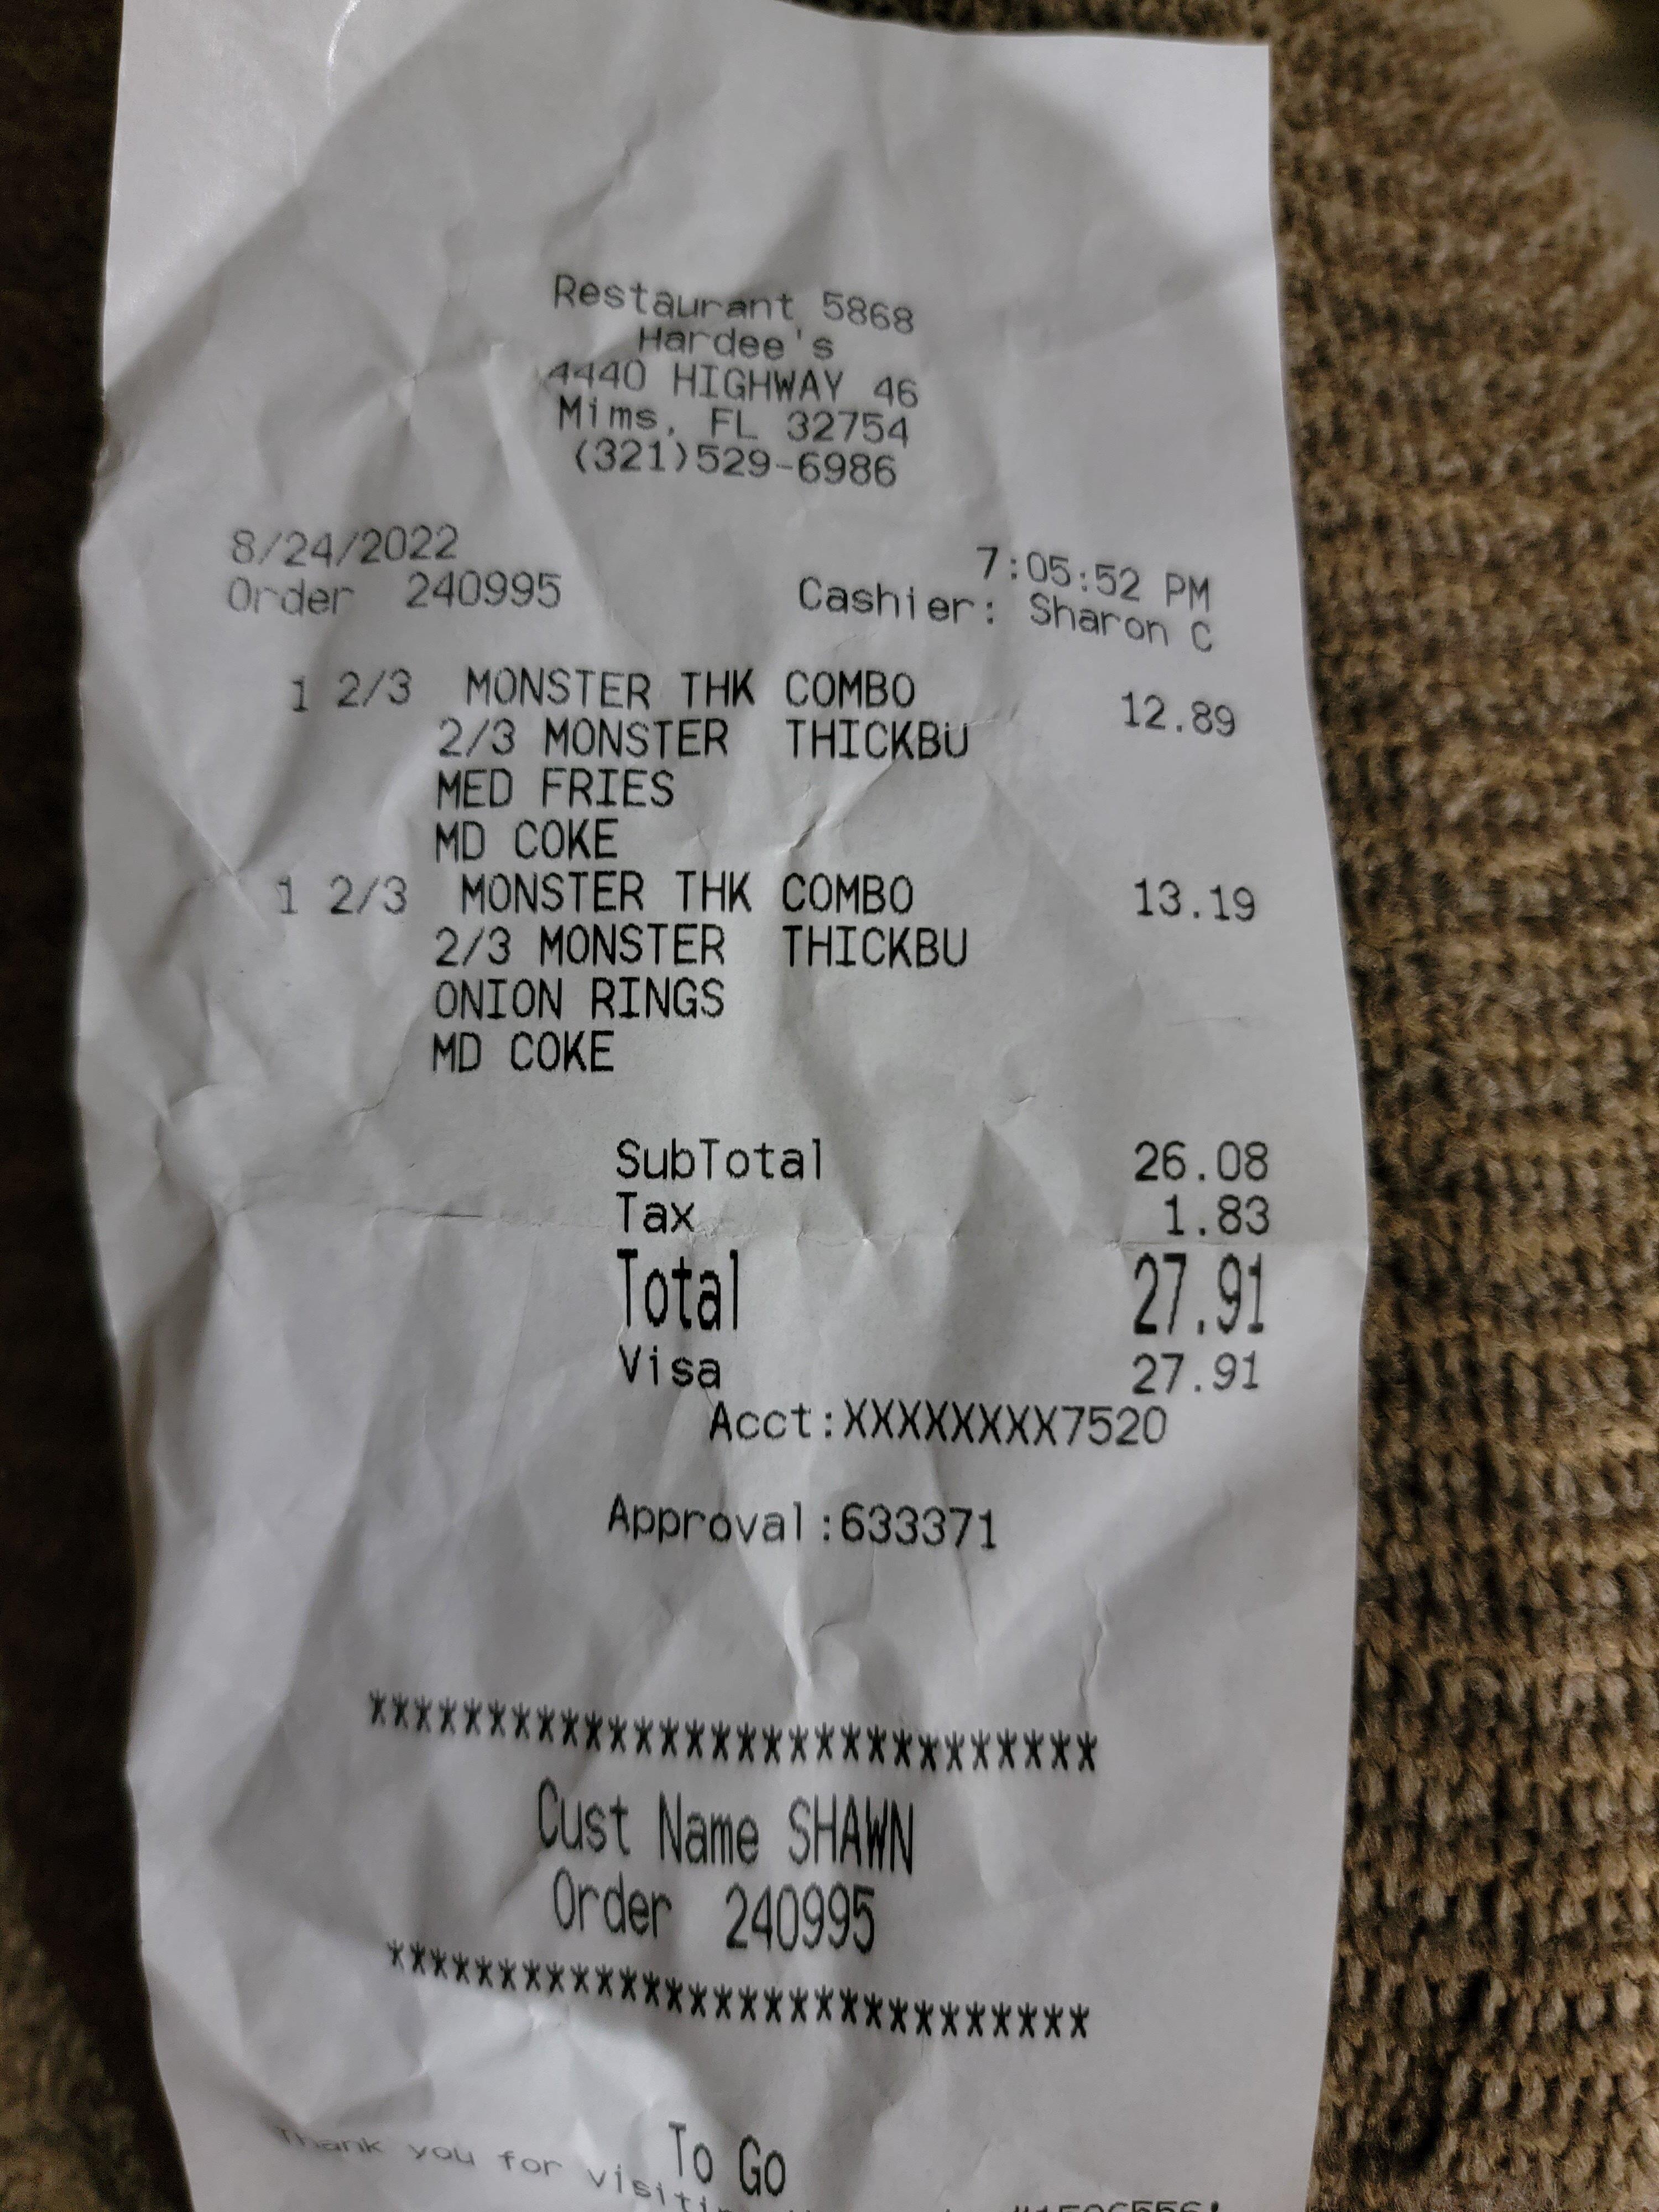 Restaurant 5868
Hardee's
4440 HIGHWAY 46
Mims, FL 32754
(321)529-6986
8/24/2022 7:05:52 PM
Order 240995 Cashier: Sharon C
1 2/3 MONSTER THK COMBO 12.89
2/3 MONSTER THICKBU
MED FRIES
MD COKE
1 2/3 MONSTER THK COMBO 13.19
2/3 MONSTER THICKBU
ONION RINGS
MD COKE
SubTotal 26.08
Tax 1.83
Total 27.91
Visa 27.91
Acct:XXXXXXXX7520
Approval:633371
*****************************
Cust Name SHAWN
Order 240995
*****************************
To Go
Thank you for